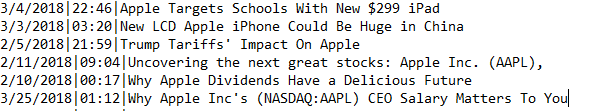 3/4/2018|22:46|Apple Targets Schools With New $299 iPad
3/3/2018|03:20|New LCD Apple iPhone Could Be Huge in China
2/5/2018|21:59|Trump Tariffs' Impact On Apple
2/11/2018|09:04|Uncovering the next great stocks: Apple Inc. (AAPL),
2/10/2018|00:17|Why Apple Dividends Have a Delicious Future
3/25/2018|01:12|Why Apple Inc's (NASDAQ:AAPL) CEO Salary Matters To You